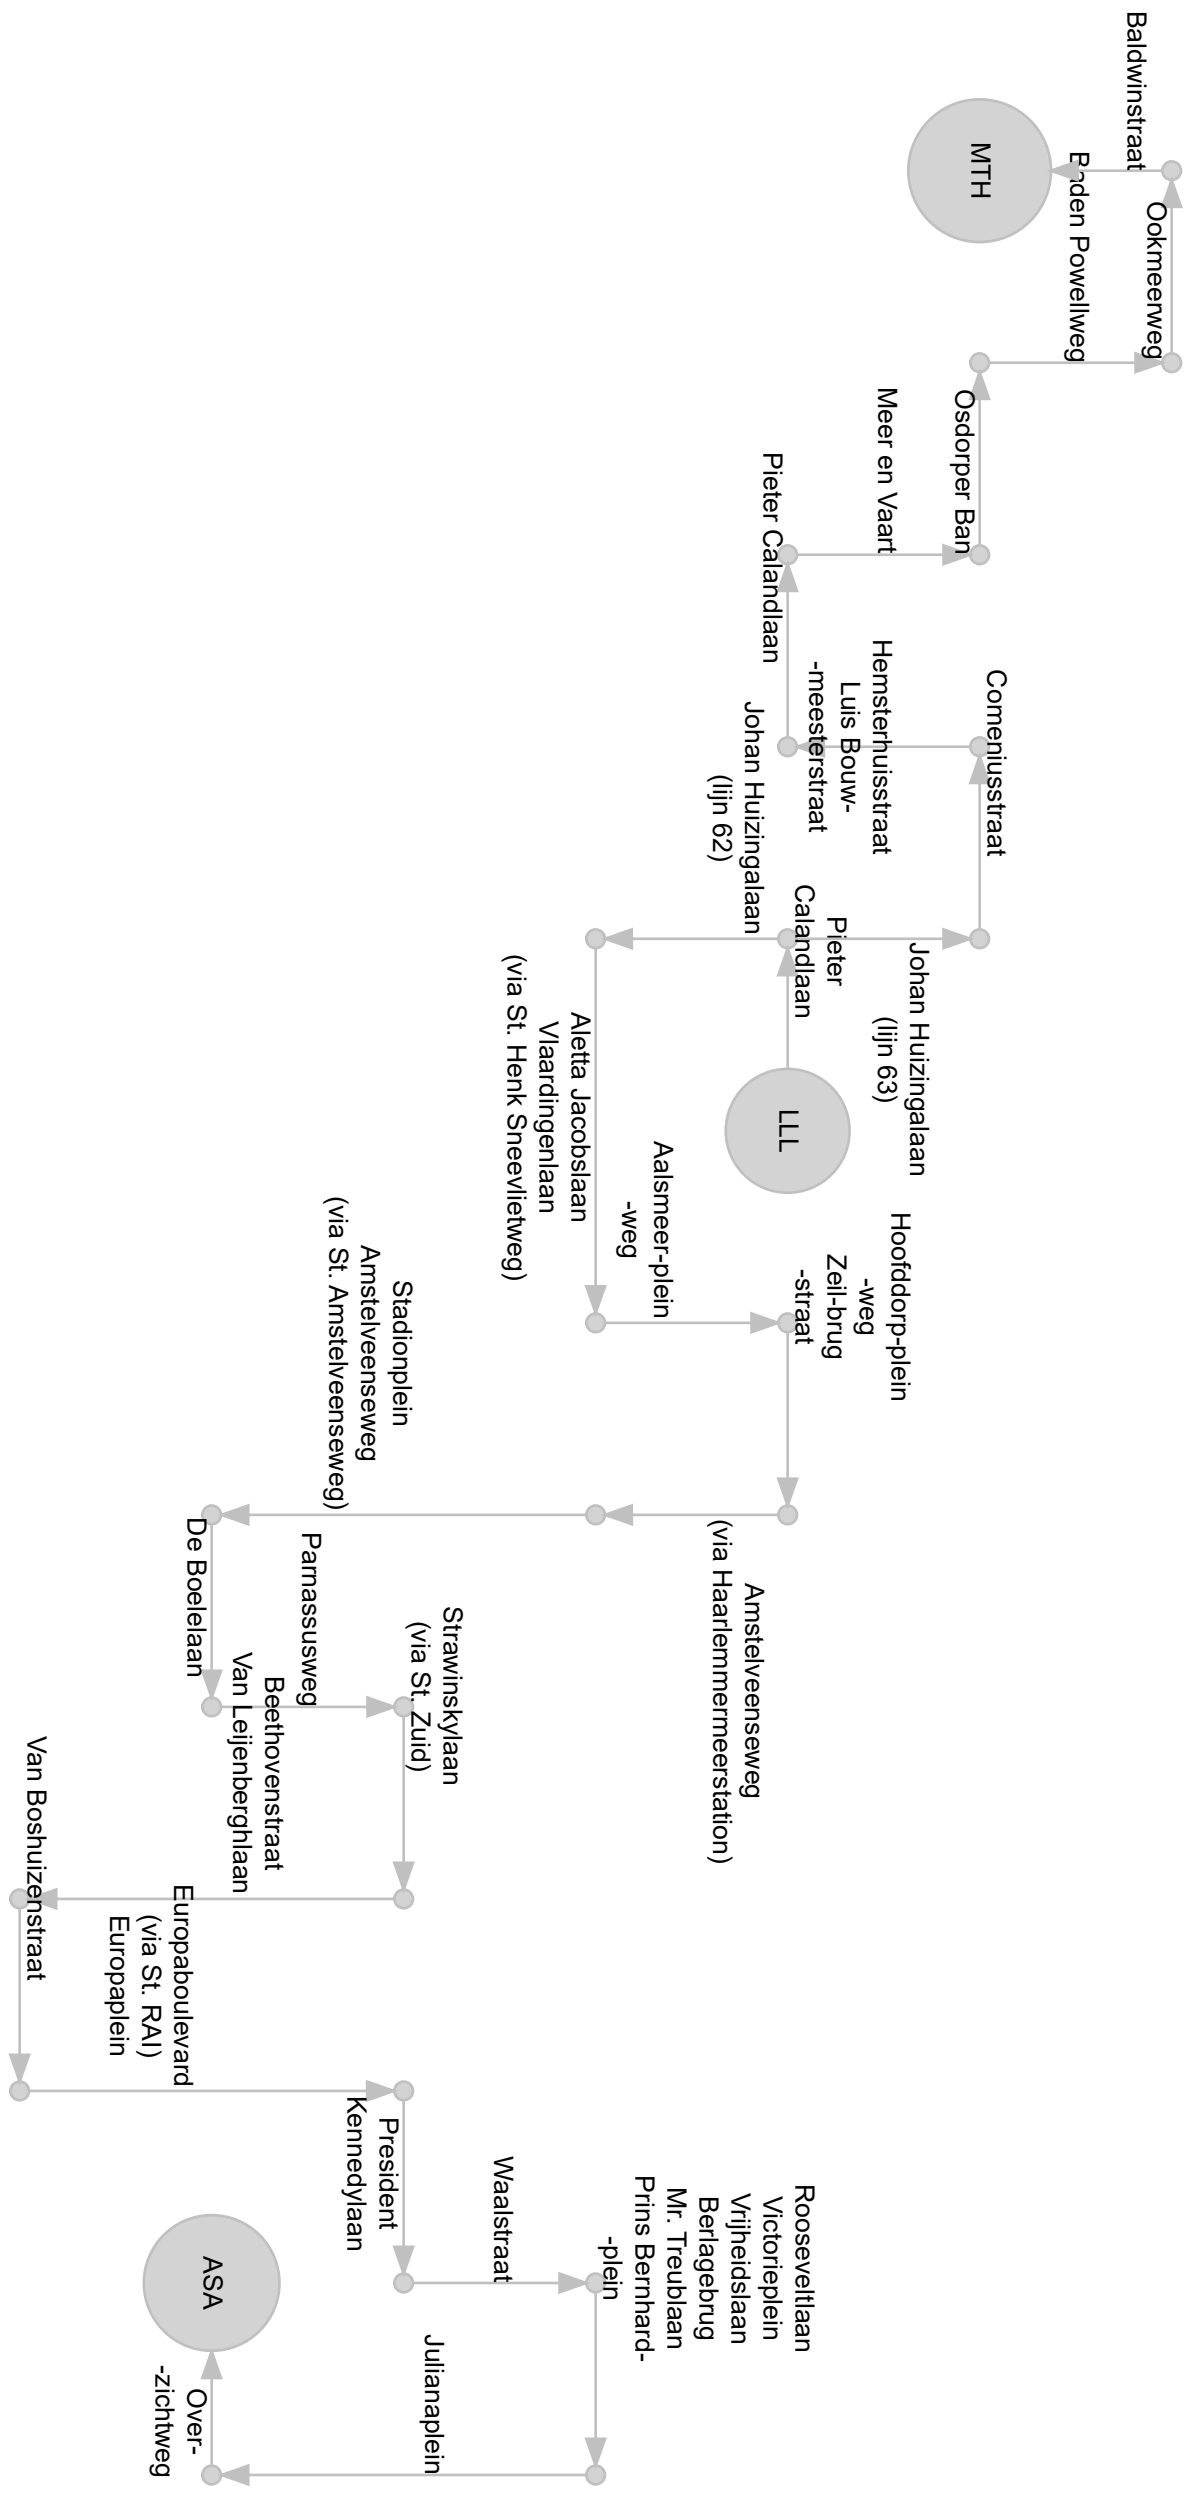 Baldwinstraat
MTH
Baden Powellweg
Ookmeerweg
Meer en Vaart
Osdorper Ban
Pieter Calandlaan
Hemsterhuisstraat
Luis Bouw-
-meesterstraat
Comeniusstraat
Johan Huizingalaan
(lijn 62)
Pieter
Calandlaan
Johan Huizingalaan
(lijn 63)
LLL
Aletta Jacobslaan
Vlaardingenlaan
(via St. Henk Sneevlietweg)
Aalsmeer-plein
-weg
Hoofddorp-plein
-weg
Zeil-brug
-straat
Stadionplein
Amstelveenseweg
(via St. Amstelveenseweg)
Amstelveenseweg
(via Haarlemmermeerstation)
De Boelelaan
Parnassusweg
Strawinskylaan
(via St. Zuid)
Beethovenstraat
Van Leijenberghlaan
Van Boshuizenstraat
Europaboulevard
(via St. RAI)
Europaplein
President
Kennedylaan
Waalstraat
Rooseveltlaan
Victorieplein
Vrijheidslaan
Berlagebrug
Mr. Treublaan
Prins Bernhard-
-plein
Julianaplein
ASA
Over-
-zichtweg